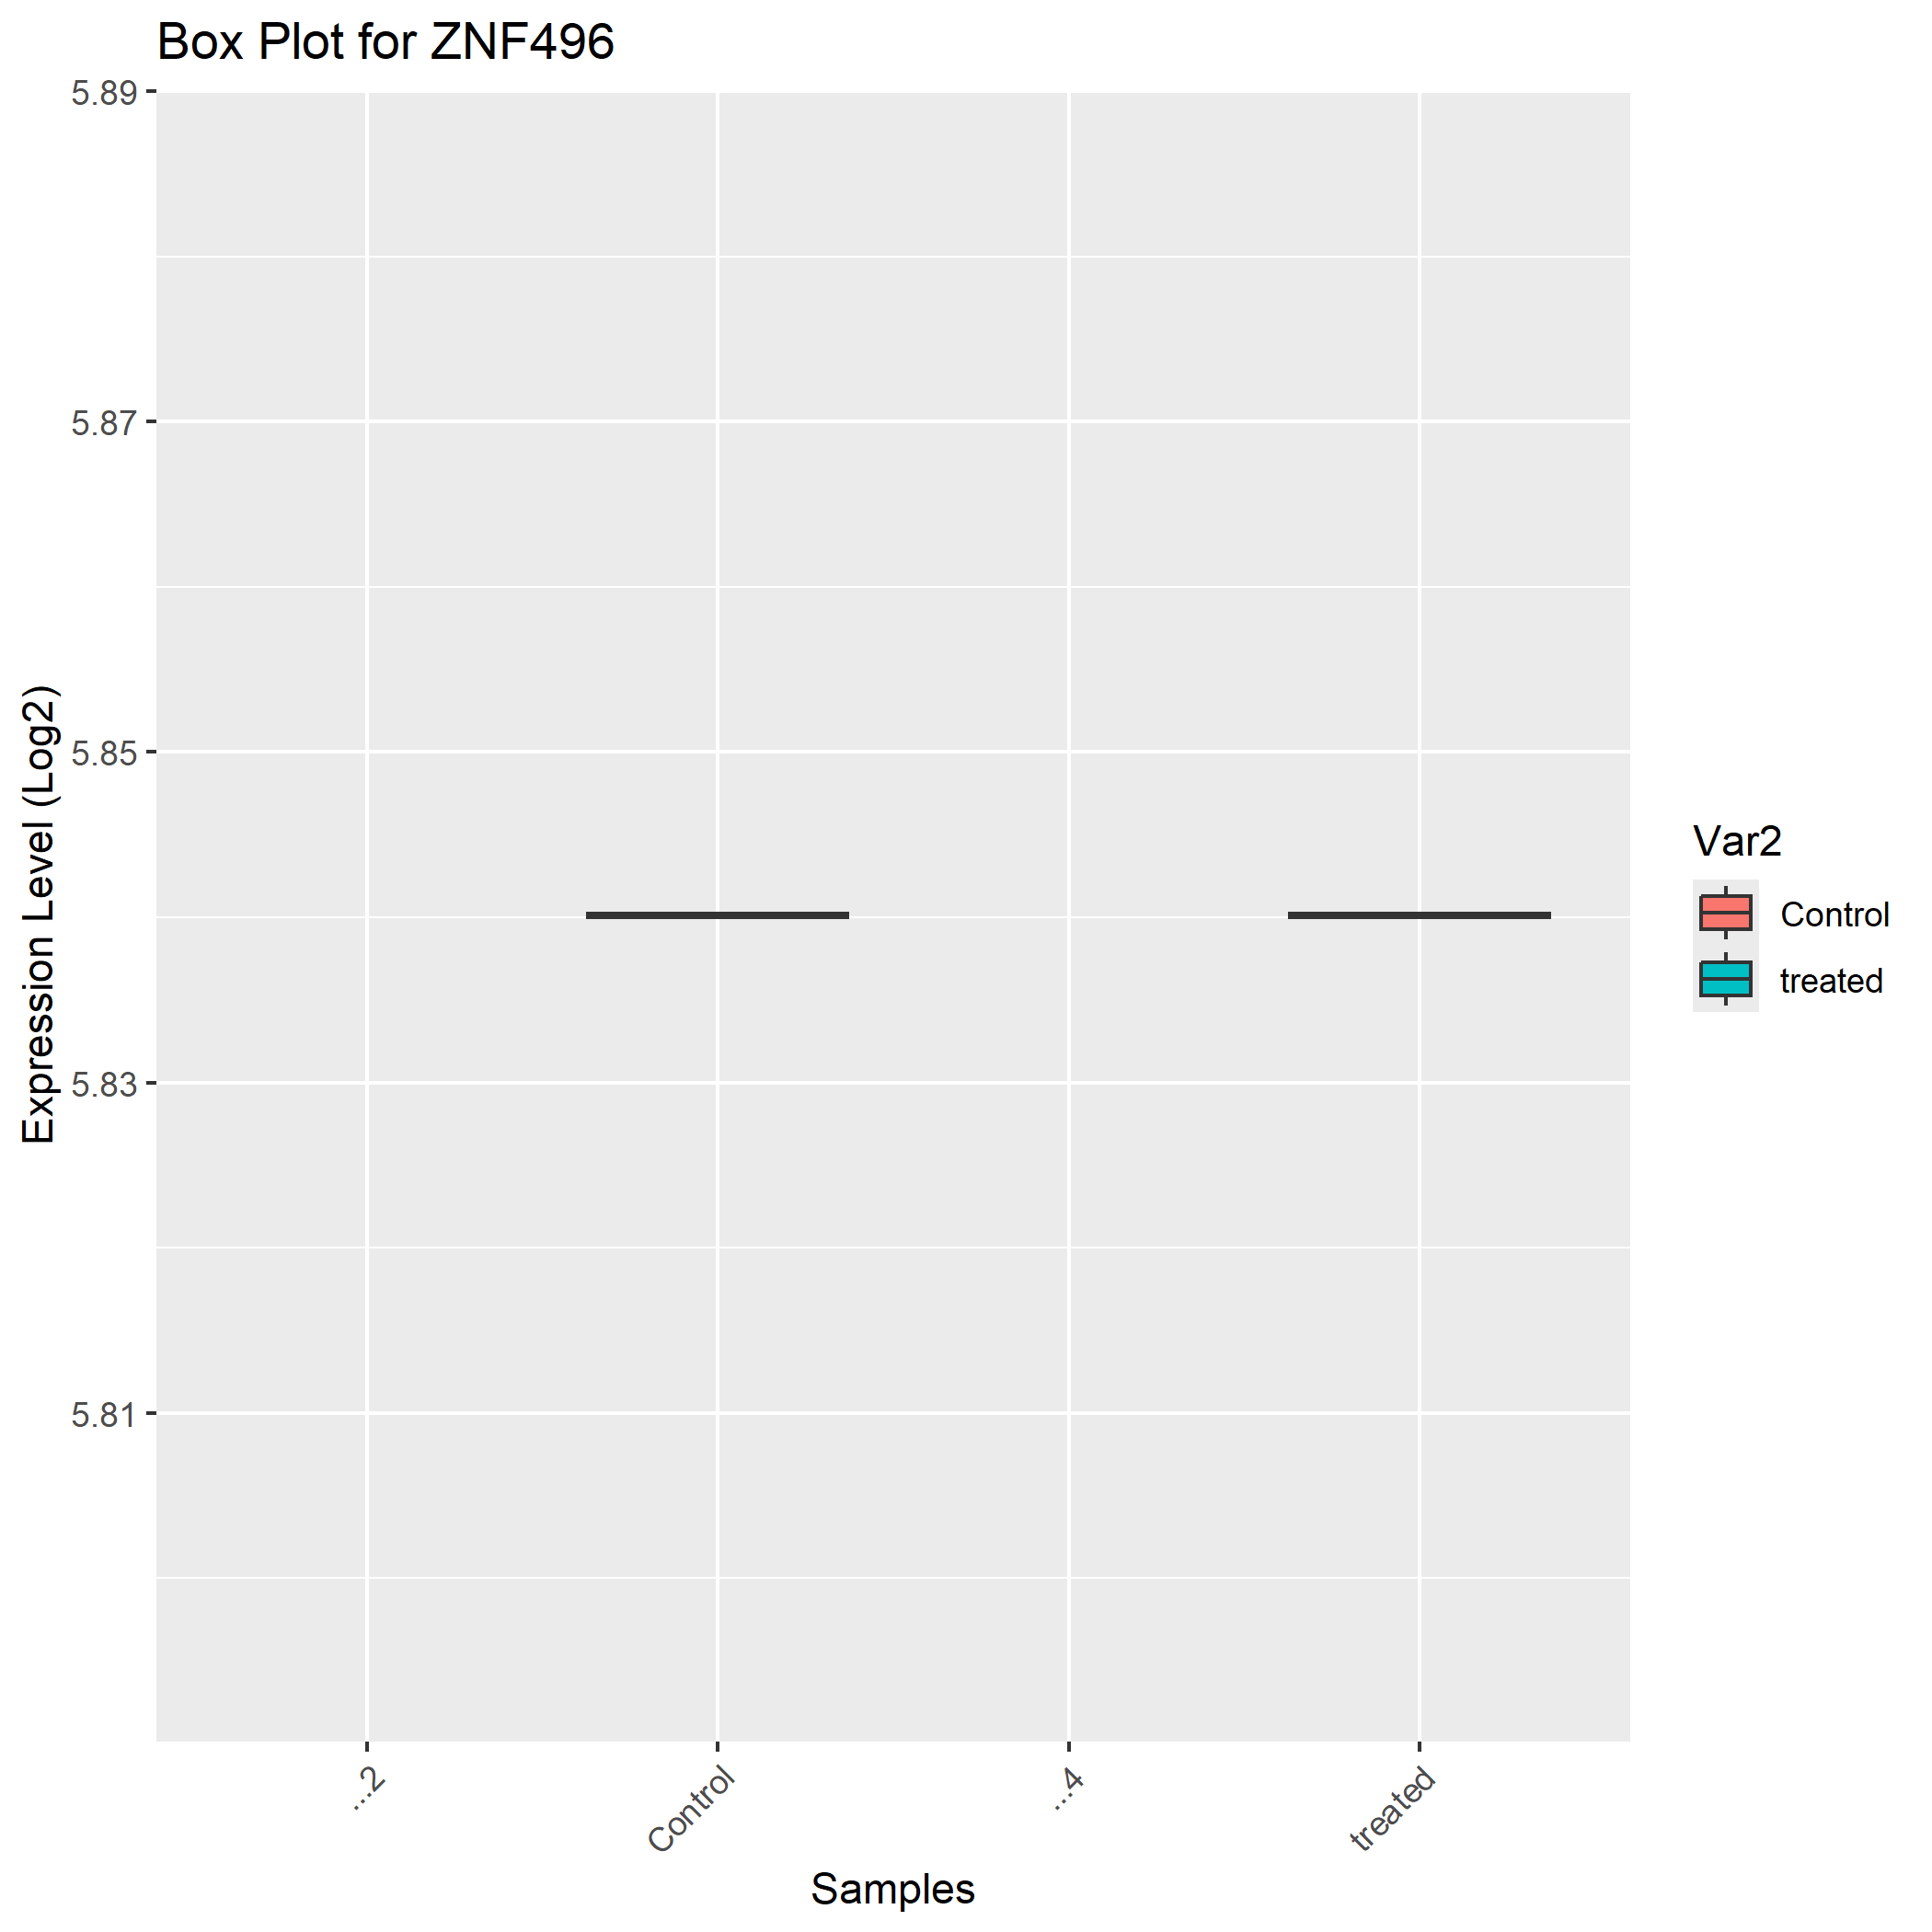 Box Plot for ZNF496
Expression Level (Log2)
5.89
5.87
5.85
5.83
5.81
...2
Control
...4
treated
Samples
Var2
Control
treated